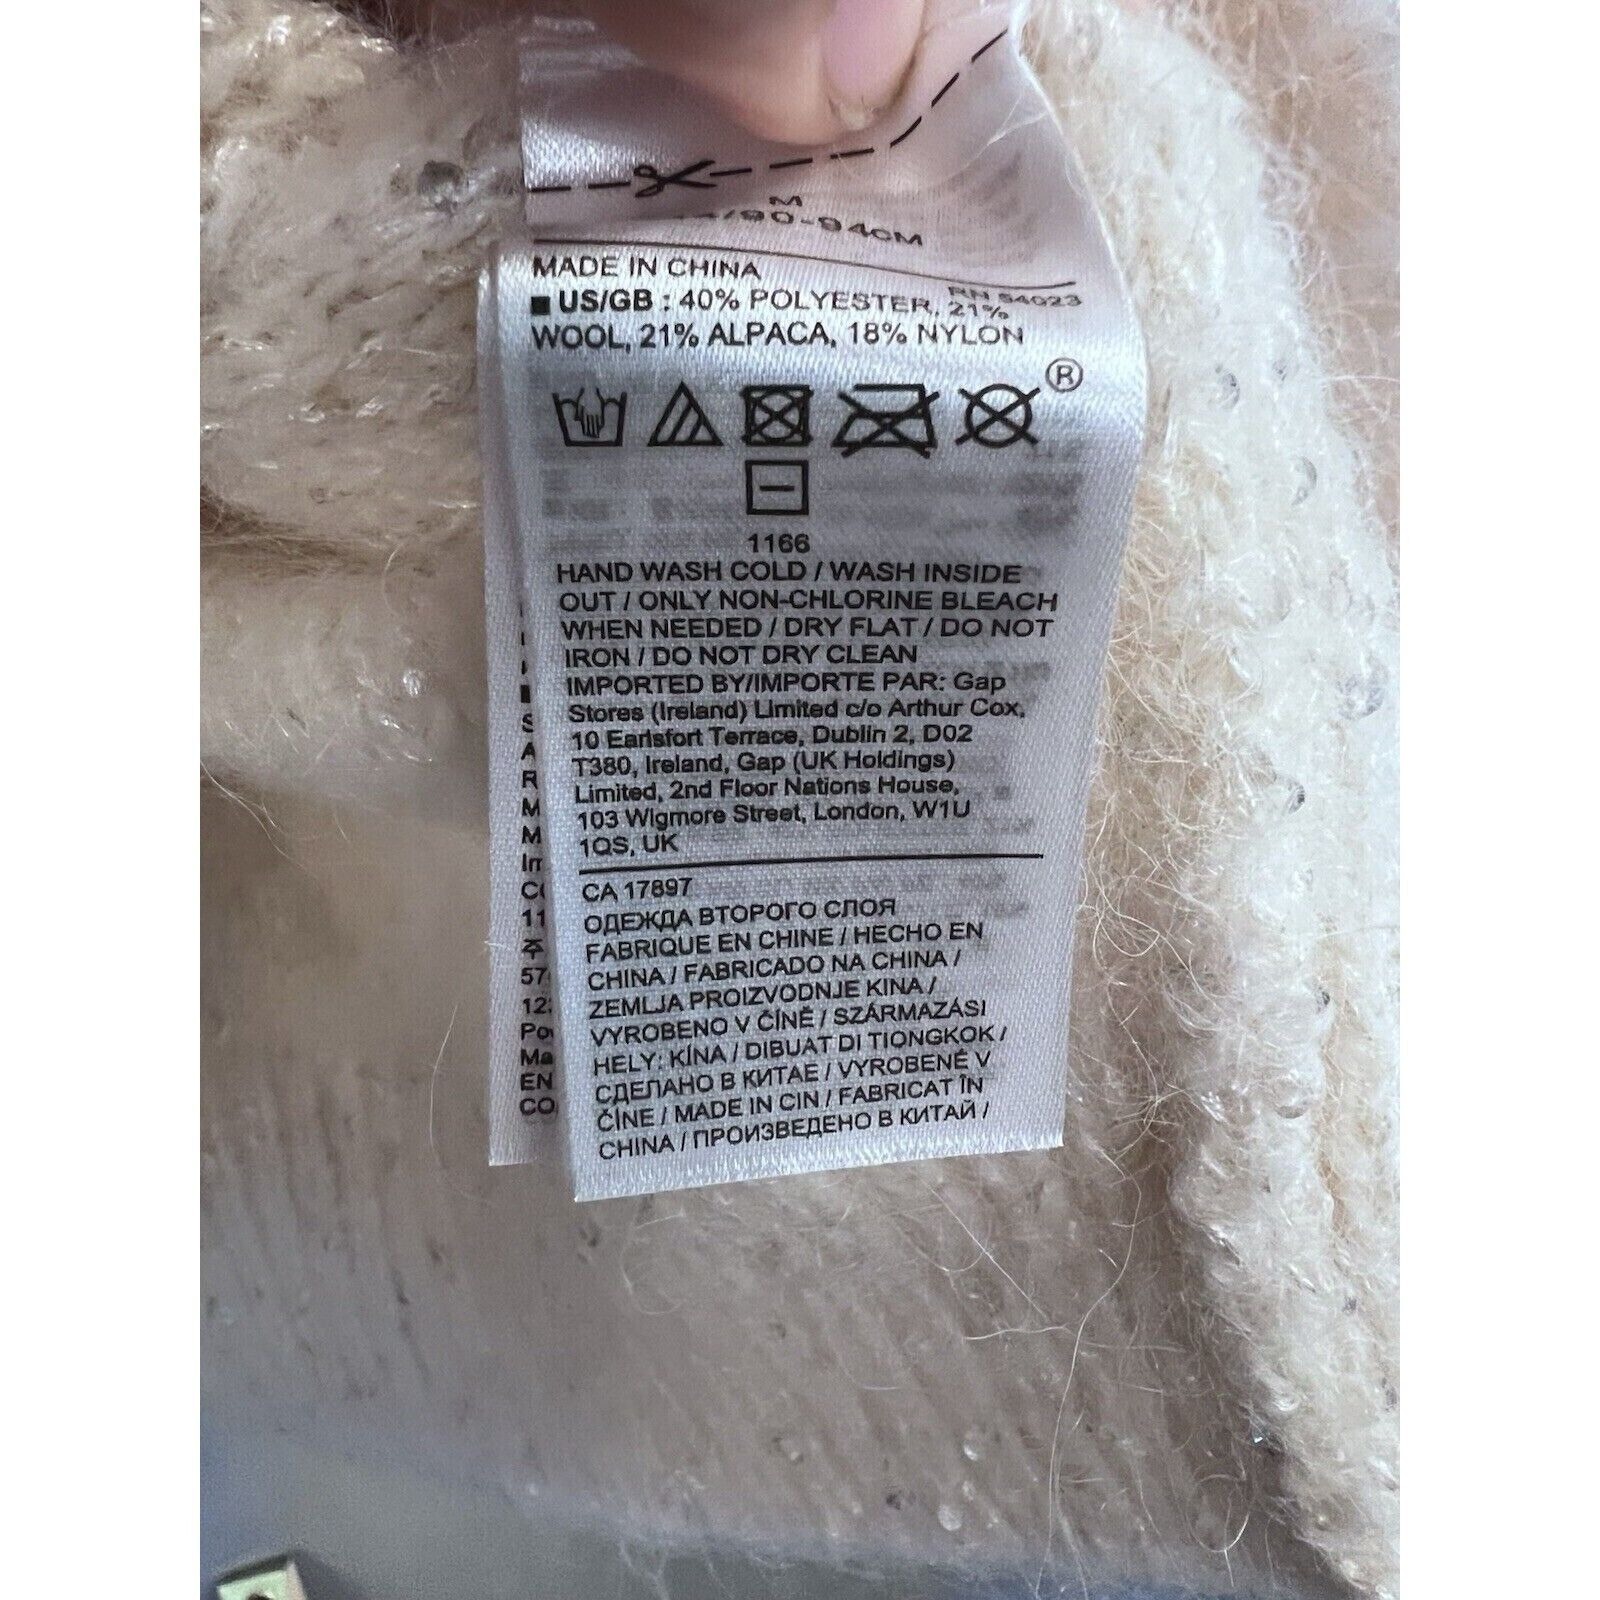 M
/90-94CM
MADE IN CHINA
RN 54023
US/GB : 40% POLYESTER, 21%
WOOL, 21% ALPACA, 18% NYLON
®
1166
HAND WASH COLD / WASH INSIDE
OUT / ONLY NON-CHLORINE BLEACH
WHEN NEEDED / DRY FLAT / DO NOT
IRON / DO NOT DRY CLEAN
IMPORTED BY/IMPORTE PAR: Gap
Stores (Ireland) Limited c/o Arthur Cox,
10 Earlsfort Terrace, Dublin 2, D02
T380, Ireland, Gap (UK Holdings)
Limited, 2nd Floor Nations House,
103 Wigmore Street, London, W1U
1QS, UK
CA 17897
ОДЕЖДА ВТОРОГО СЛОЯ
FABRIQUE EN CHINE / HECHO EN
CHINA / FABRICADO NA CHINA /
ZEMLJA PROIZVODNJE KINA /
VYROBENO V ČÍNĚ / SZÁRMAZÁSI
HELY: KÍNA / DIBUAT DI TIONGKOK /
СДЕЛАНО В КИТАЕ / VYROBENÉ V
ČÍNE / MADE IN CIN / FABRICAT ÎN
CHINA / ПРОИЗВЕДЕНО В КИТАЙ /